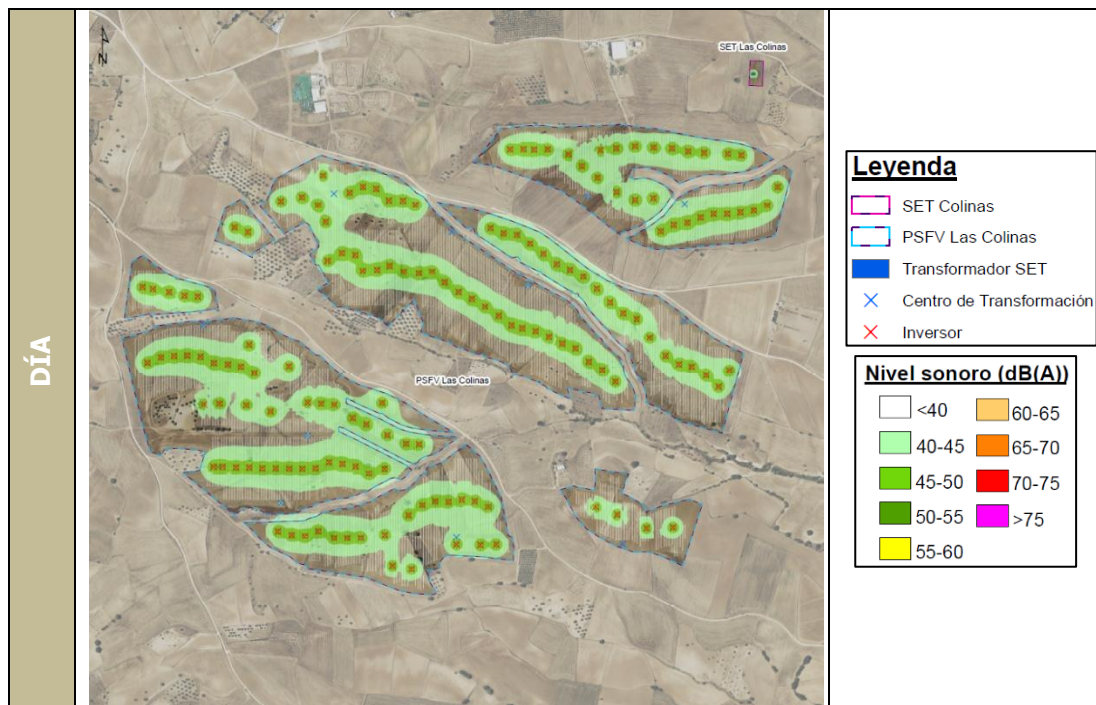 DÍA
N
SET Las Colinas
PSFV Las Colinas
Leyenda
SET Colinas
PSFV Las Colinas
Transformador SET
Centro de Transformación
Inversor
Nivel sonoro (dB(A))
<40
40-45
45-50
50-55
55-60
60-65
65-70
70-75
>75